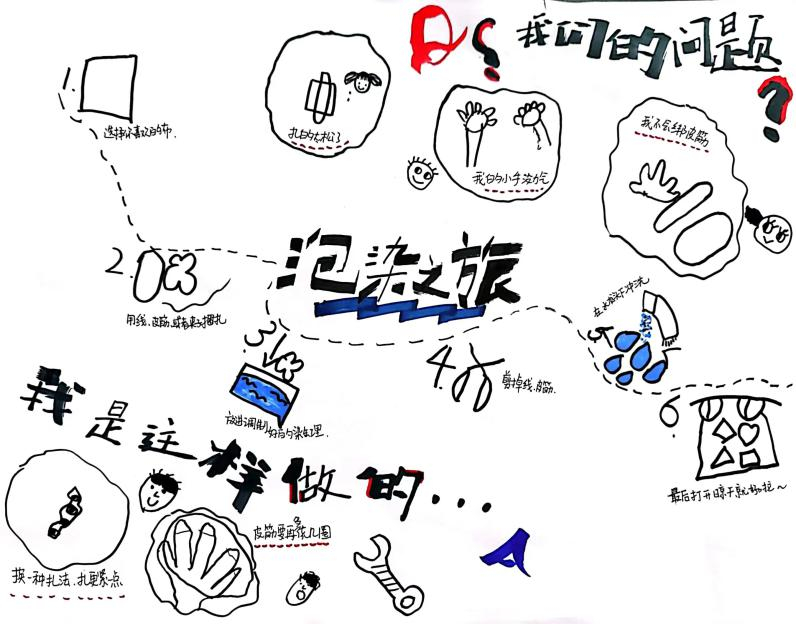 Q:我们的问题?
1.
选择你喜欢的布.
扎的太松了
我的小手没力气
我不会绑皮筋
泡染之旅
2.
用线、皮筋,或者夹子捆扎
3.
放进调制好的染缸里.
4.
剪掉线、皮筋.
5.
在水龙头下冲洗
6.
最后打开晾干就好啦~
我是这样做的...
换一种扎法,扎更紧一点
皮筋要再多绕几圈
A